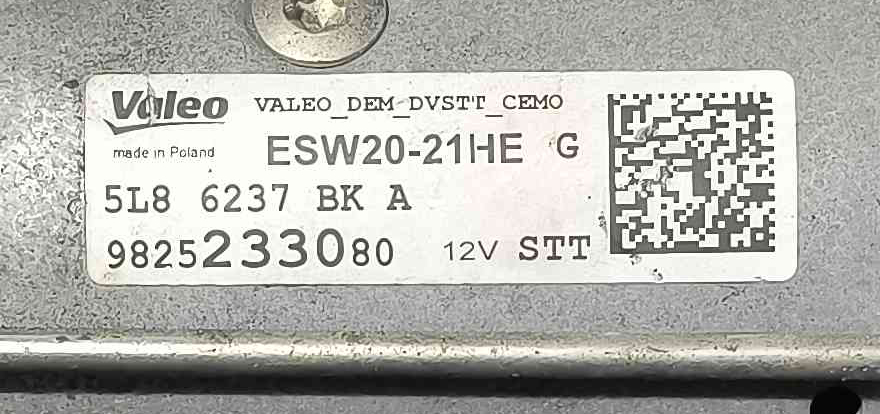 Valeo VALEO_DEM_DVSTT_CEMO
made in Poland ESW20-21HE G
5L8 6237 BK A
9825233080 12V STT